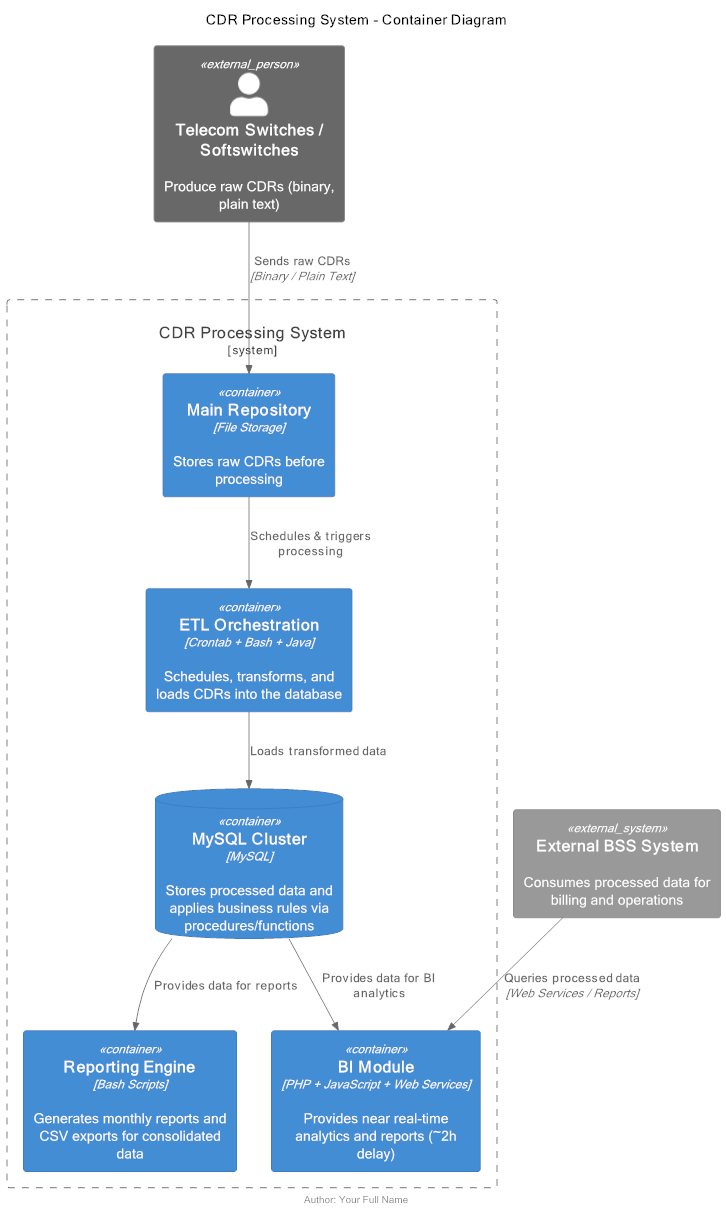 CDR Processing System - Container Diagram
«external_person»
Telecom Switches /
Softswitches
Produce raw CDRs (binary,
plain text)
Sends raw CDRs
[Binary / Plain Text]
CDR Processing System
[system]
«container»
Main Repository
[File Storage]
Stores raw CDRs before
processing
Schedules & triggers
processing
«container»
ETL Orchestration
[Crontab + Bash + Java]
Schedules, transforms, and
loads CDRs into the database
Loads transformed data
«container»
MySQL Cluster
[MySQL]
Stores processed data and
applies business rules via
procedures/functions
«external_system»
External BSS System
Consumes processed data for
billing and operations
Provides data for reports
Provides data for BI
analytics
Queries processed data
[Web Services / Reports]
«container»
Reporting Engine
[Bash Scripts]
Generates monthly reports and
CSV exports for consolidated
data
«container»
BI Module
[PHP + JavaScript + Web Services]
Provides near real-time
analytics and reports (~2h
delay)
Author: Your Full Name